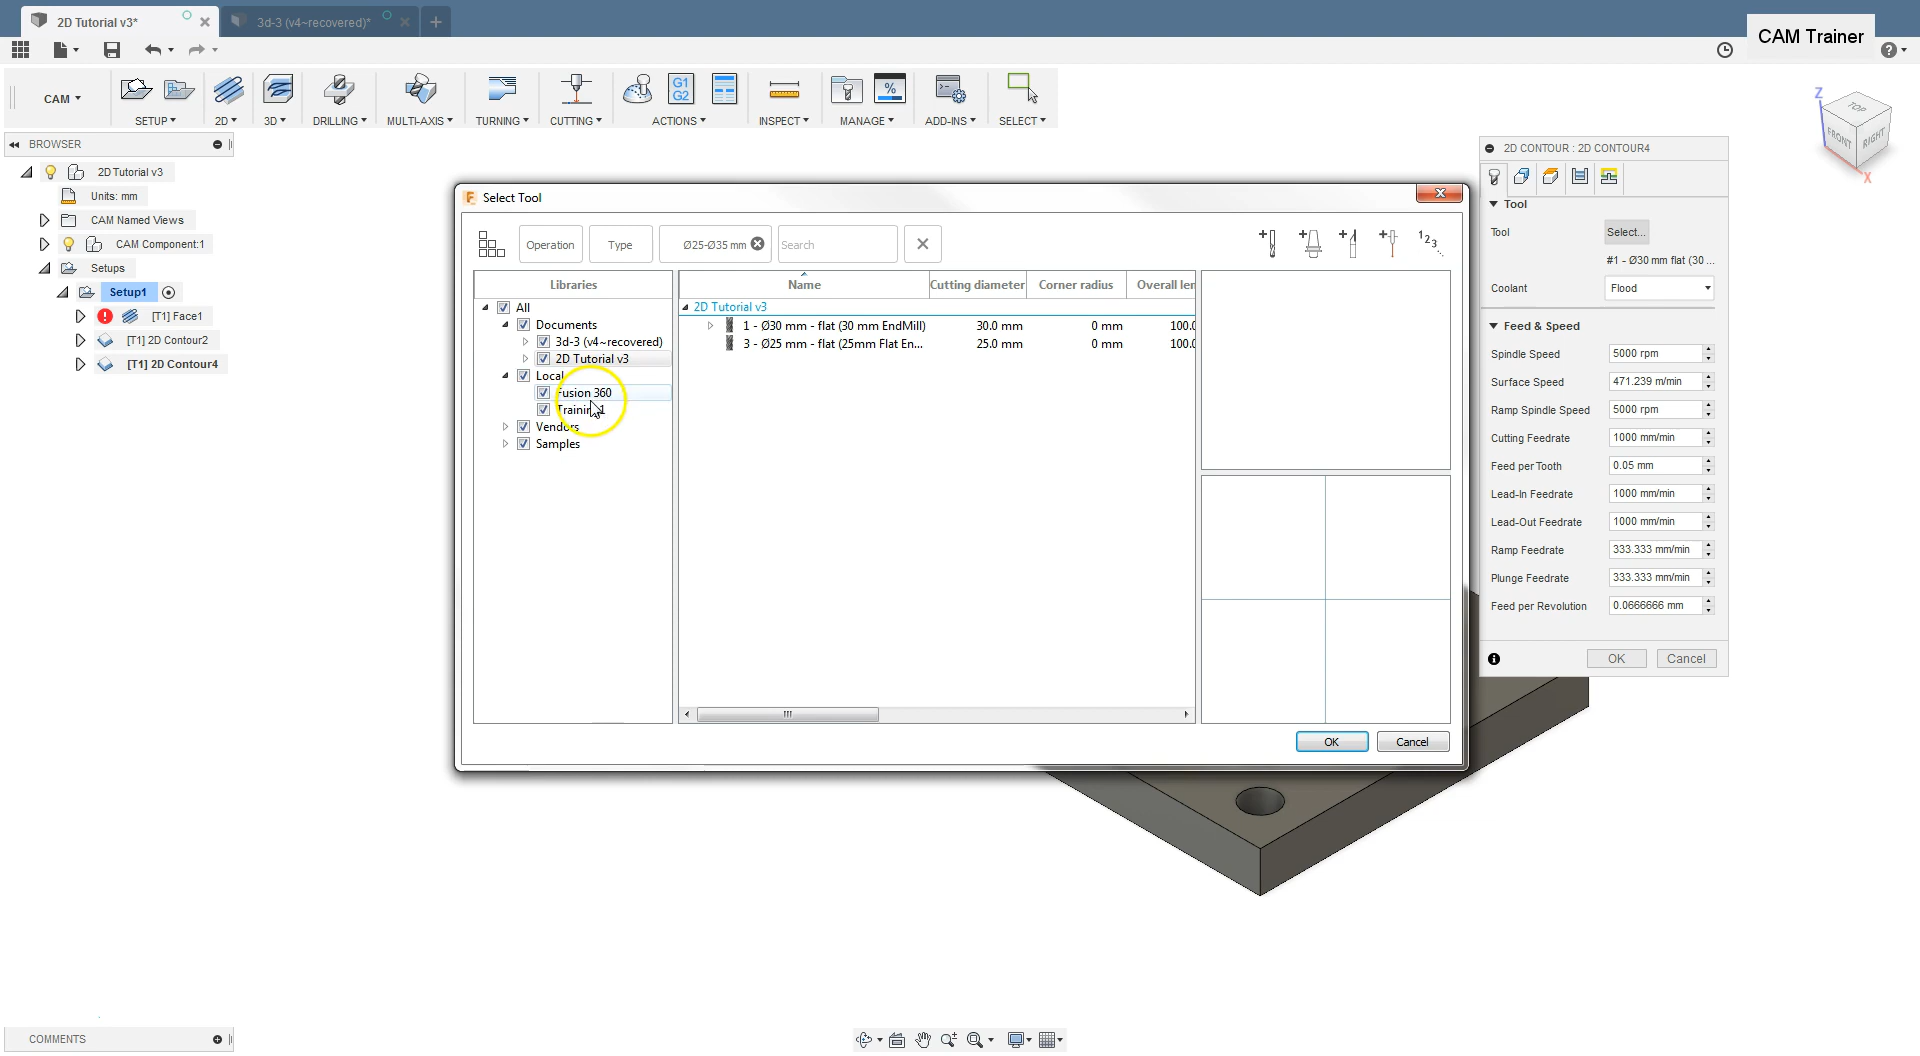 2D Tutorial v3*
3d-3 (v4~recovered)*
CAM Trainer
CAM
G1
G2
%
SETUP
2D
3D
DRILLING
MULTI-AXIS
TURNING
CUTTING
ACTIONS
INSPECT
MANAGE
ADD-INS
SELECT
BROWSER
2D Tutorial v3
Units: mm
CAM Named Views
CAM Component:1
Setups
Setup1
[T1] Face1
[T1] 2D Contour2
[T1] 2D Contour4
Select Tool
Operation
Type
Ø25-Ø35 mm
Search
Libraries
All
Documents
3d-3 (v4~recovered)
2D Tutorial v3
Local
Fusion 360
Vendors
Samples
Name
Cutting diameter
Corner radius
Overall len
2D Tutorial v3
1 - Ø30 mm - flat (30 mm EndMill) 30.0 mm 0 mm 100.0
3 - Ø25 mm - flat (25mm Flat En... 25.0 mm 0 mm 100.0
OK
Cancel
2D CONTOUR : 2D CONTOUR4
Tool
Tool Select...
#1 - Ø30 mm flat (30 ...
Coolant Flood
Feed & Speed
Spindle Speed 5000 rpm
Surface Speed 471.239 m/min
Ramp Spindle Speed 5000 rpm
Cutting Feedrate 1000 mm/min
Feed per Tooth 0.05 mm
Lead-In Feedrate 1000 mm/min
Lead-Out Feedrate 1000 mm/min
Ramp Feedrate 333.333 mm/min
Plunge Feedrate 333.333 mm/min
Feed per Revolution 0.0666666 mm
OK
Cancel
Z
TOP
FRONT
RIGHT
X
COMMENTS